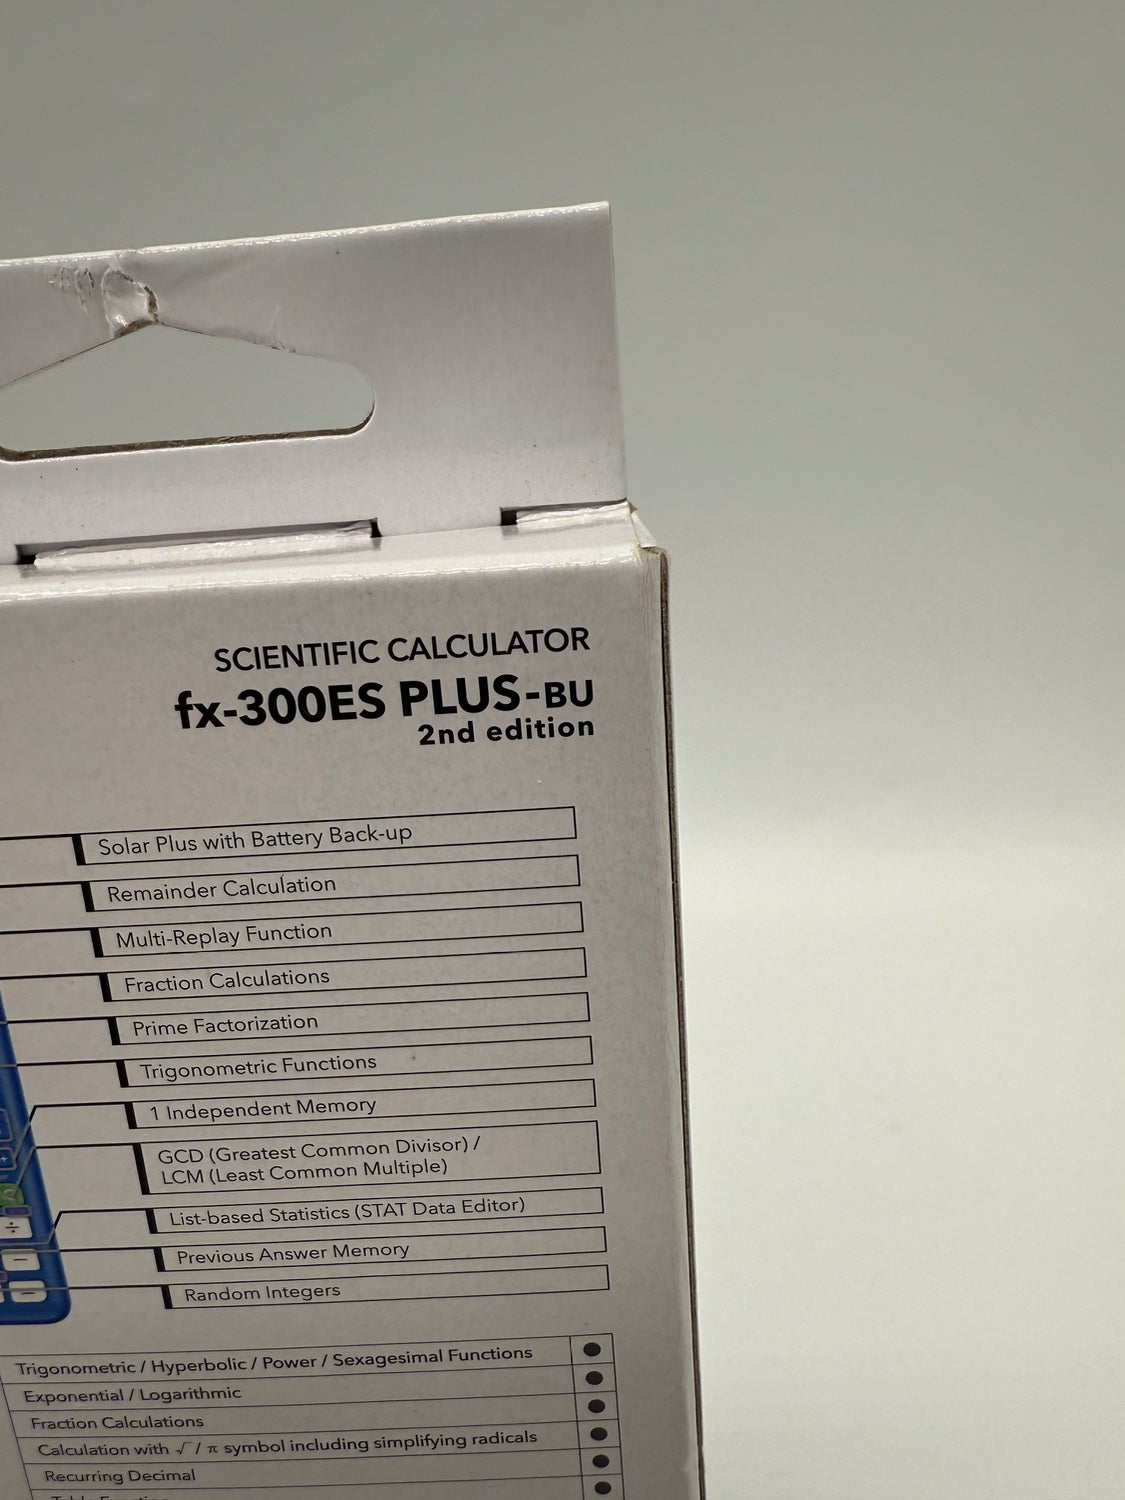 SCIENTIFIC CALCULATOR
fx-300ES PLUS-BU
2nd edition
Solar Plus with Battery Back-up
Remainder Calculation
Multi-Replay Function
Fraction Calculations
Prime Factorization
Trigonometric Functions
1 Independent Memory
GCD (Greatest Common Divisor) /
LCM (Least Common Multiple)
List-based Statistics (STAT Data Editor)
Previous Answer Memory
Random Integers
Trigonometric / Hyperbolic / Power / Sexagesimal Functions
Exponential / Logarithmic
Fraction Calculations
Calculation with √ / π symbol including simplifying radicals
Recurring Decimal